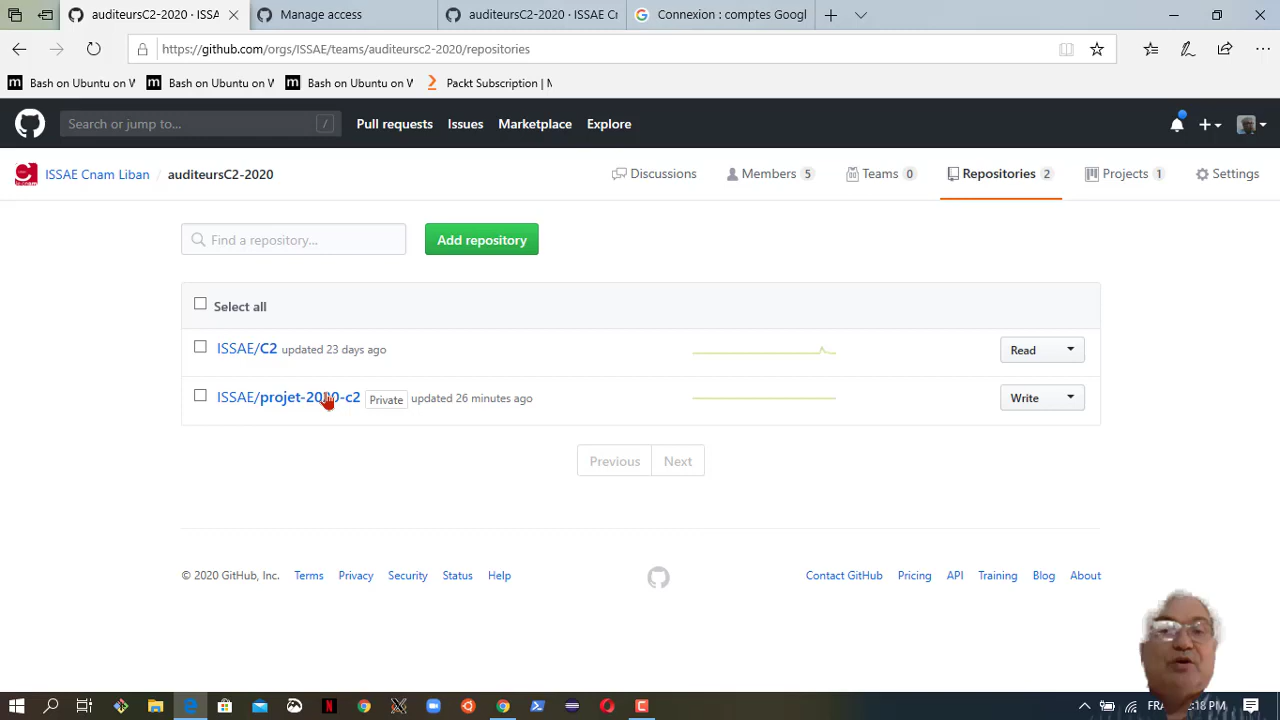 auditeursC2-2020 · ISSA
Manage access
auditeursC2-2020 · ISSAE Cr
Connexion : comptes Googl
https://github.com/orgs/ISSAE/teams/auditeursc2-2020/repositories
Bash on Ubuntu on V
Bash on Ubuntu on V
Bash on Ubuntu on V
Packt Subscription | N
Search or jump to...
/
Pull requests
Issues
Marketplace
Explore
ISSAE Cnam Liban / auditeursC2-2020
Discussions
Members 5
Teams 0
Repositories 2
Projects 1
Settings
Find a repository...
Add repository
Select all
ISSAE/C2 updated 23 days ago
Read
ISSAE/projet-2020-c2 Private updated 26 minutes ago
Write
Previous
Next
© 2020 GitHub, Inc.
Terms
Privacy
Security
Status
Help
Contact GitHub
Pricing
API
Training
Blog
About
FRA
:18 PM